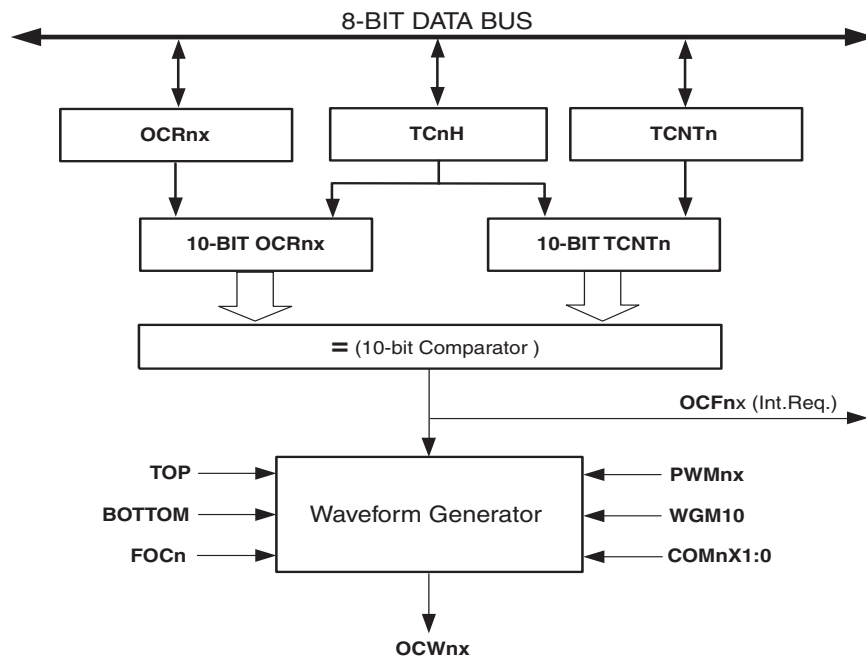 8-BIT DATA BUS
OCRnx
TCnH
TCNTn
10-BIT OCRnx
10-BIT TCNTn
= (10-bit Comparator )
OCFnx (Int.Req.)
TOP
BOTTOM
FOCn
Waveform Generator
PWMnx
WGM10
COMnX1:0
OCWnx